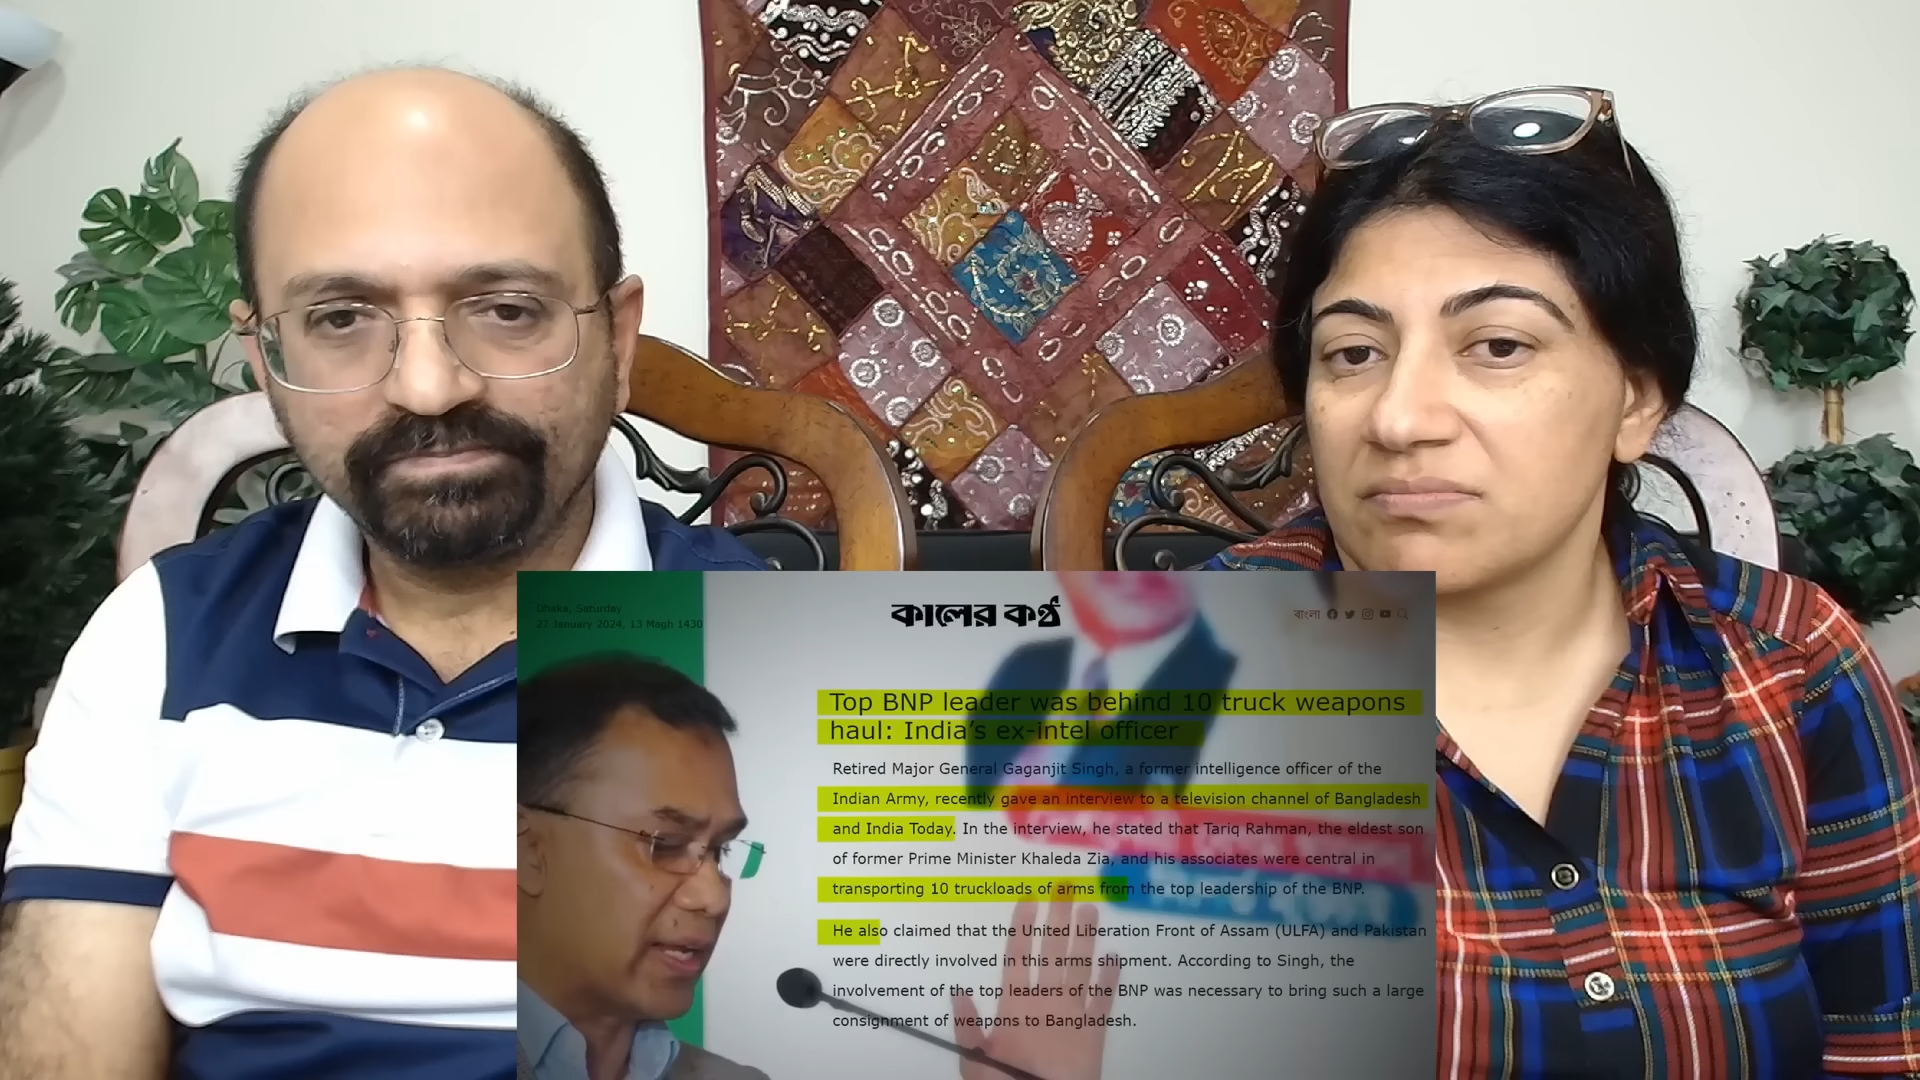 Dhaka, Saturday
27 January 2024, 13 Magh 1430
কালের কণ্ঠ
বাংলা
Top BNP leader was behind 10 truck weapons
haul: India's ex-intel officer
Retired Major General Gaganjit Singh, a former intelligence officer of the
Indian Army, recently gave an interview to a television channel of Bangladesh
and India Today. In the interview, he stated that Tariq Rahman, the eldest son
of former Prime Minister Khaleda Zia, and his associates were central in
transporting 10 truckloads of arms from the top leadership of the BNP.
He also claimed that the United Liberation Front of Assam (ULFA) and Pakistan
were directly involved in this arms shipment. According to Singh, the
involvement of the top leaders of the BNP was necessary to bring such a large
consignment of weapons to Bangladesh.